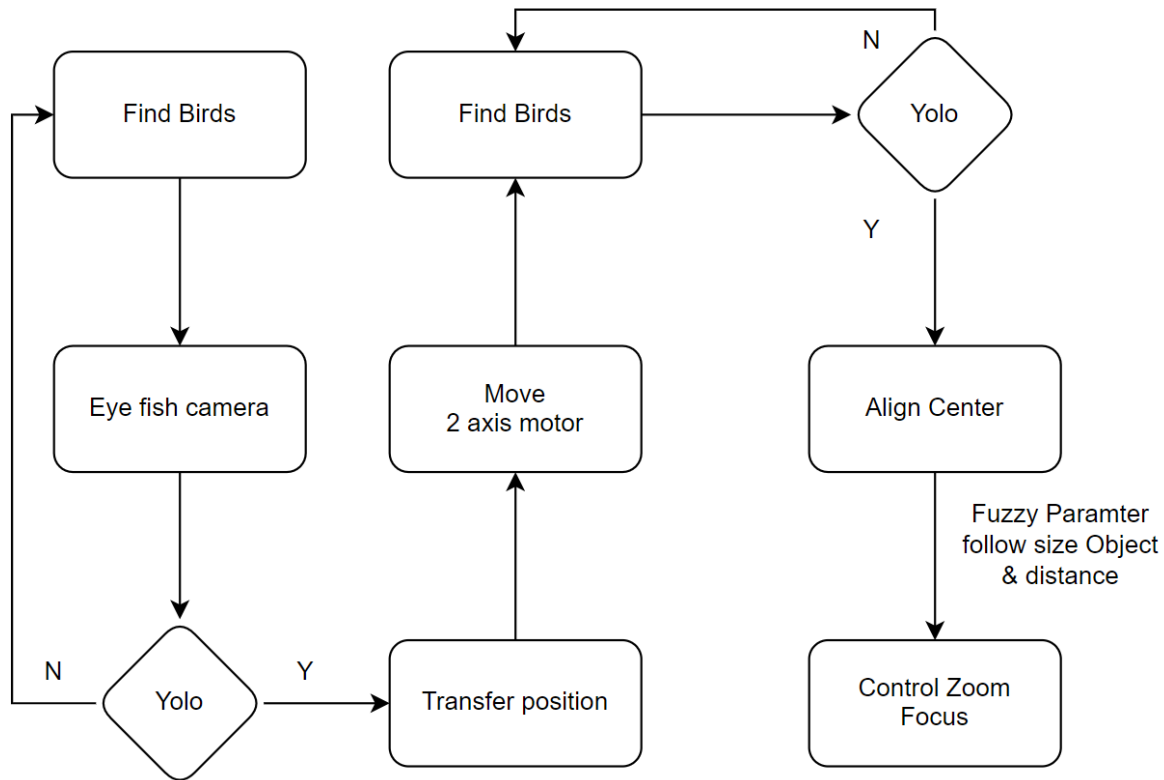 Find Birds
Eye fish camera
Yolo
N
Y
Transfer position
Move
2 axis motor
Find Birds
N
Yolo
Y
Align Center
Fuzzy Paramter
follow size Object
& distance
Control Zoom
Focus